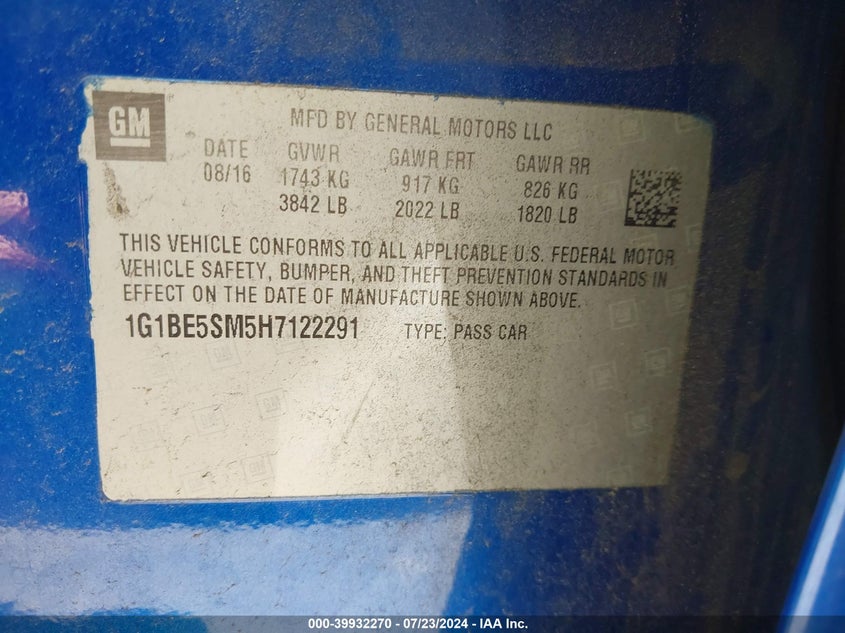 GM
MFD BY GENERAL MOTORS LLC
DATE GVWR GAWR FRT GAWR RR
08/16 1743 KG 917 KG 826 KG
3842 LB 2022 LB 1820 LB
THIS VEHICLE CONFORMS TO ALL APPLICABLE U.S. FEDERAL MOTOR
VEHICLE SAFETY, BUMPER, AND THEFT PREVENTION STANDARDS IN
EFFECT ON THE DATE OF MANUFACTURE SHOWN ABOVE.
1G1BE5SM5H7122291 TYPE: PASS CAR
000-39932270 - 07/23/2024 - IAA Inc.